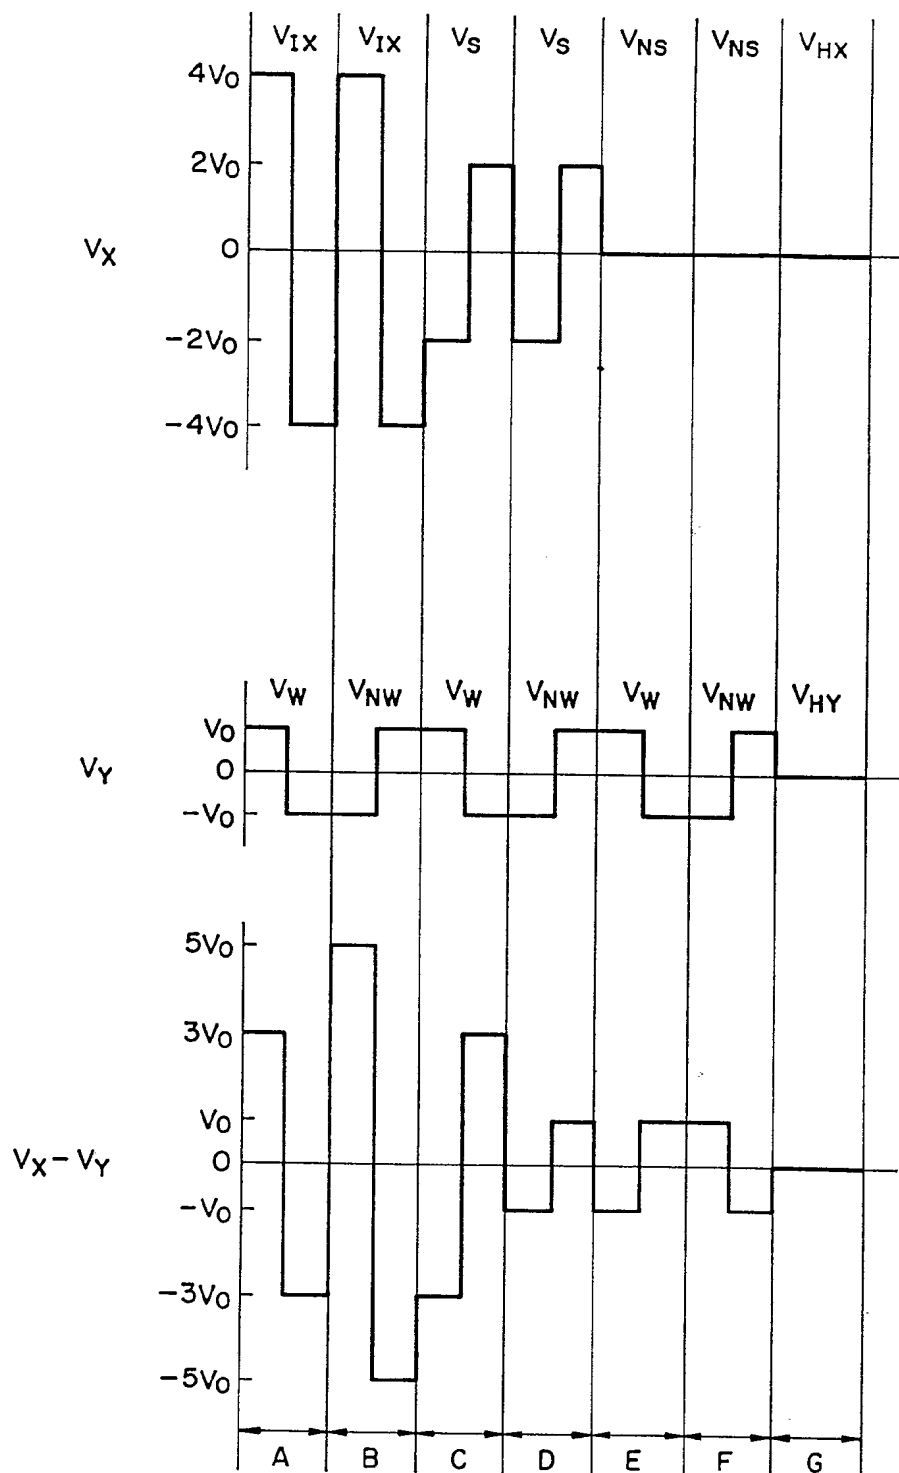 VIX VIX VS VS VNS VNS VHX
4V0
2V0
VX 0
-2V0
-4V0
VW VNW VW VNW VW VNW VHY
V0
VY 0
-V0
5V0
3V0
V0
VX-VY 0
-V0
-3V0
-5V0
A B C D E F G